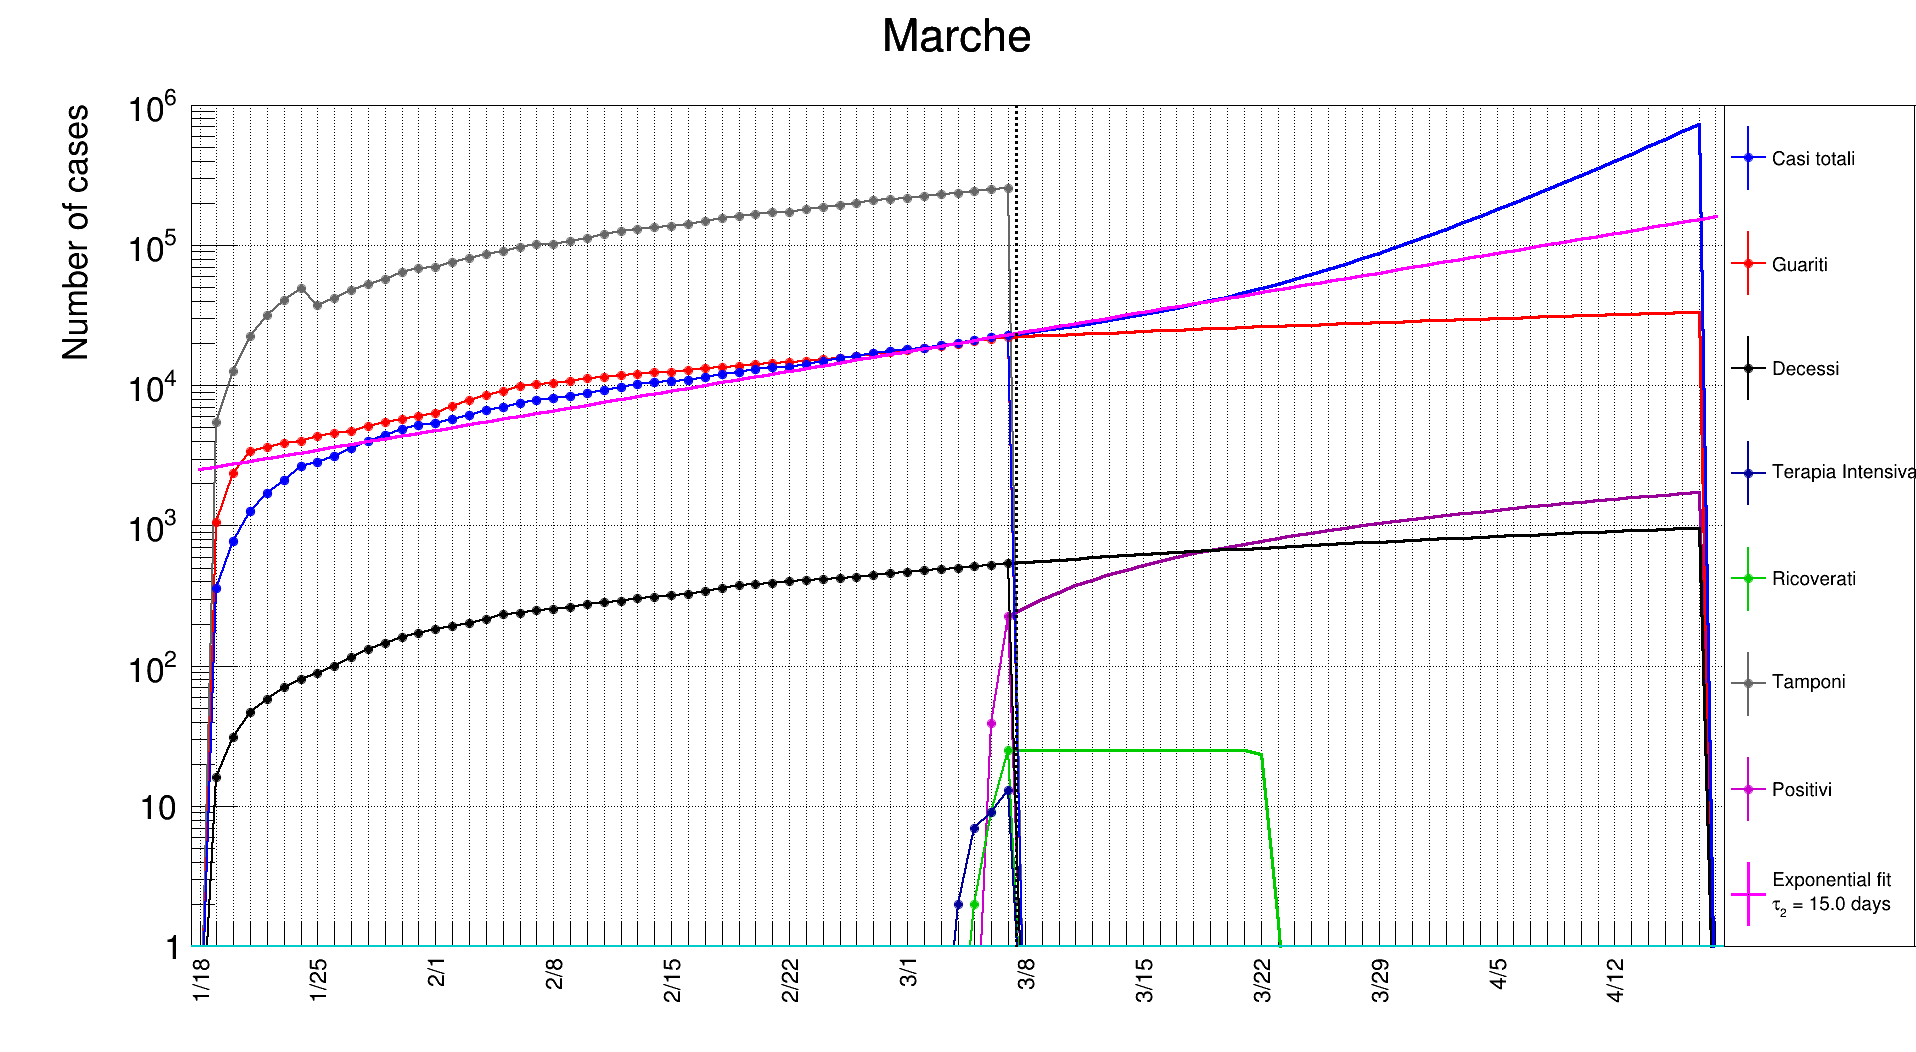 Marche
Number of cases
10^6
10^5
10^4
10^3
10^2
10
1
1/18
1/25
2/1
2/8
2/15
2/22
3/1
3/8
3/15
3/22
3/29
4/5
4/12
Casi totali
Guariti
Decessi
Terapia Intensiva
Ricoverati
Tamponi
Positivi
Exponential fit
τ₂ = 15.0 days